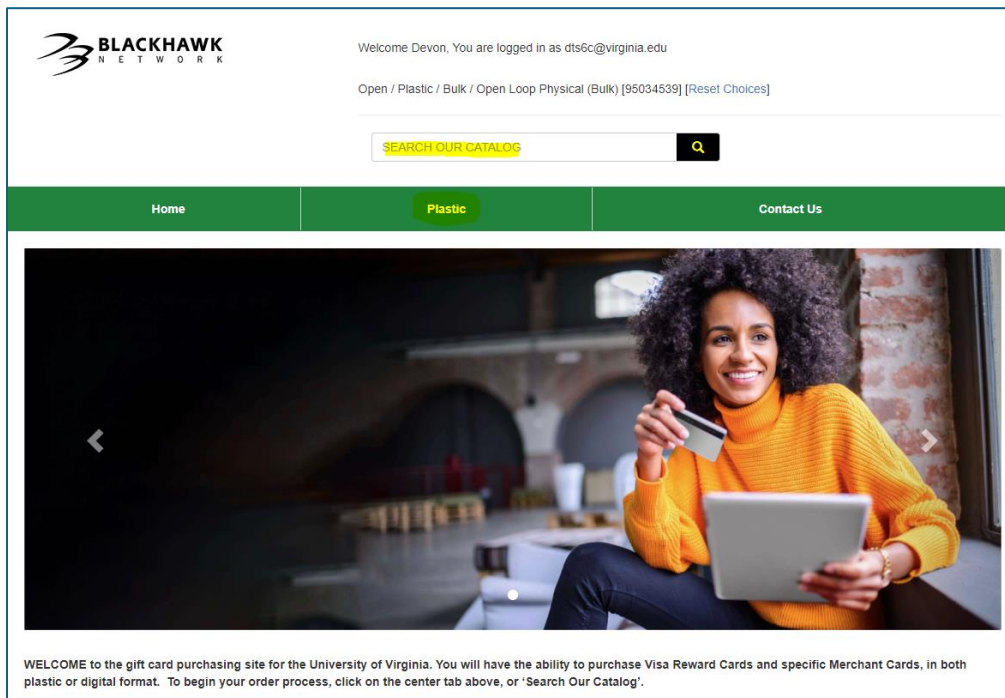 BLACKHAWK
NETWORK
Welcome Devon, You are logged in as dts6c@virginia.edu
Open / Plastic / Bulk / Open Loop Physical (Bulk) [95034539] [Reset Choices]
SEARCH OUR CATALOG
Home Plastic Contact Us
WELCOME to the gift card purchasing site for the University of Virginia. You will have the ability to purchase Visa Reward Cards and specific Merchant Cards, in both
plastic or digital format. To begin your order process, click on the center tab above, or 'Search Our Catalog'.